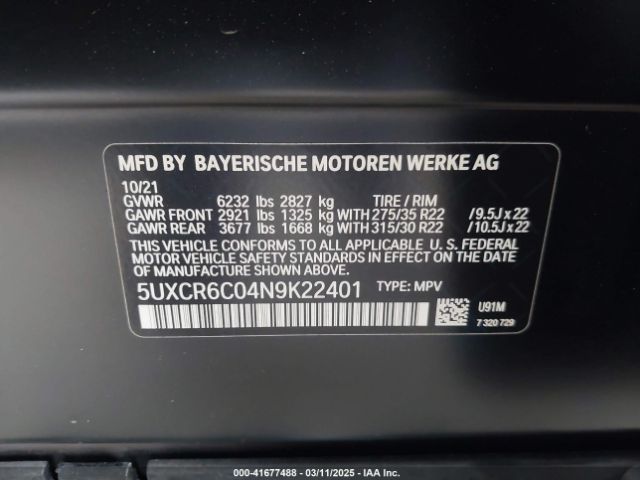 MFD BY BAYERISCHE MOTOREN WERKE AG
10/21
GVWR 6232 lbs 2827 kg TIRE / RIM
GAWR FRONT 2921 lbs 1325 kg WITH 275/35 R22 /9.5J x 22
GAWR REAR 3677 lbs 1668 kg WITH 315/30 R22 /10.5J x 22
THIS VEHICLE CONFORMS TO ALL APPLICABLE, U. S. FEDERAL
MOTOR VEHICLE SAFETY STANDARDS IN EFFECT ON THE
DATE OF MANUFACTURE SHOWN ABOVE.
5UXCR6C04N9K22401 TYPE: MPV
U91M
7 320 729
000-41677488 - 03/11/2025 - IAA Inc.